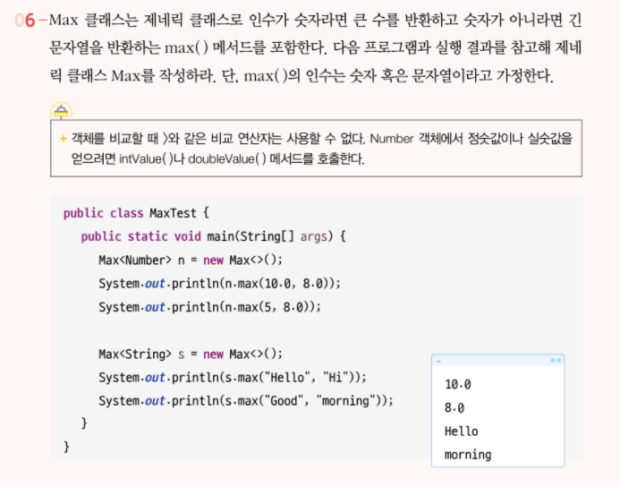 06-Max 클래스는 제네릭 클래스로 인수가 숫자라면 큰 수를 반환하고 숫자가 아니라면 긴
문자열을 반환하는 max( ) 메서드를 포함한다. 다음 프로그램과 실행 결과를 참고해 제네
릭 클래스 Max를 작성하라. 단, max( )의 인수는 숫자 혹은 문자열이라고 가정한다.
+ 객체를 비교할 때 >와 같은 비교 연산자는 사용할 수 없다. Number 객체에서 정숫값이나 실숫값을
얻으려면 intValue( )나 doubleValue( ) 메서드를 호출한다.
public class MaxTest {
public static void main(String[] args) {
Max<Number> n = new Max<>();
System.out.println(n.max(10.0, 8.0));
System.out.println(n.max(5, 8.0));
Max<String> s = new Max<>();
System.out.println(s.max("Hello", "Hi"));
System.out.println(s.max("Good", "morning"));
}
}
10.0
8.0
Hello
morning